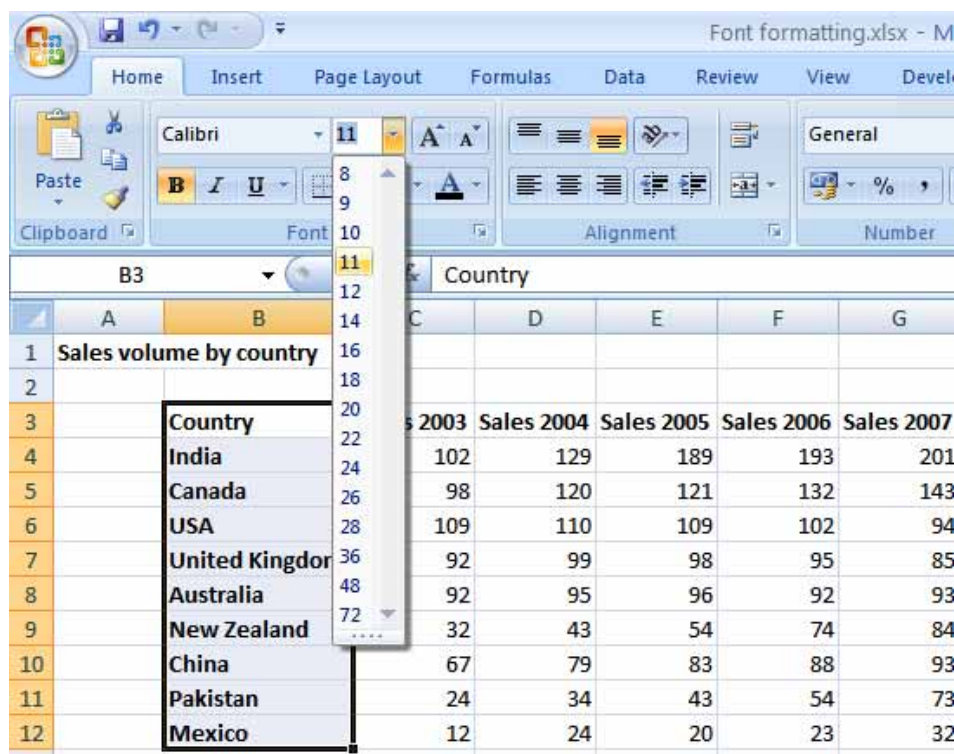 Font formatting.xlsx - M
Home Insert Page Layout Formulas Data Review View Devel
Calibri 11 A A General
Paste B I U A % ,
Clipboard Font Alignment Number
B3 Country
8
9
10
11
12
14
16
18
20
22
24
26
28
36
48
72
A B C D E F G
1 Sales volume by country
2
3 Country s 2003 Sales 2004 Sales 2005 Sales 2006 Sales 2007
4 India 102 129 189 193 201
5 Canada 98 120 121 132 143
6 USA 109 110 109 102 94
7 United Kingdor 92 99 98 95 85
8 Australia 92 95 96 92 93
9 New Zealand 32 43 54 74 84
10 China 67 79 83 88 93
11 Pakistan 24 34 43 54 73
12 Mexico 12 24 20 23 32